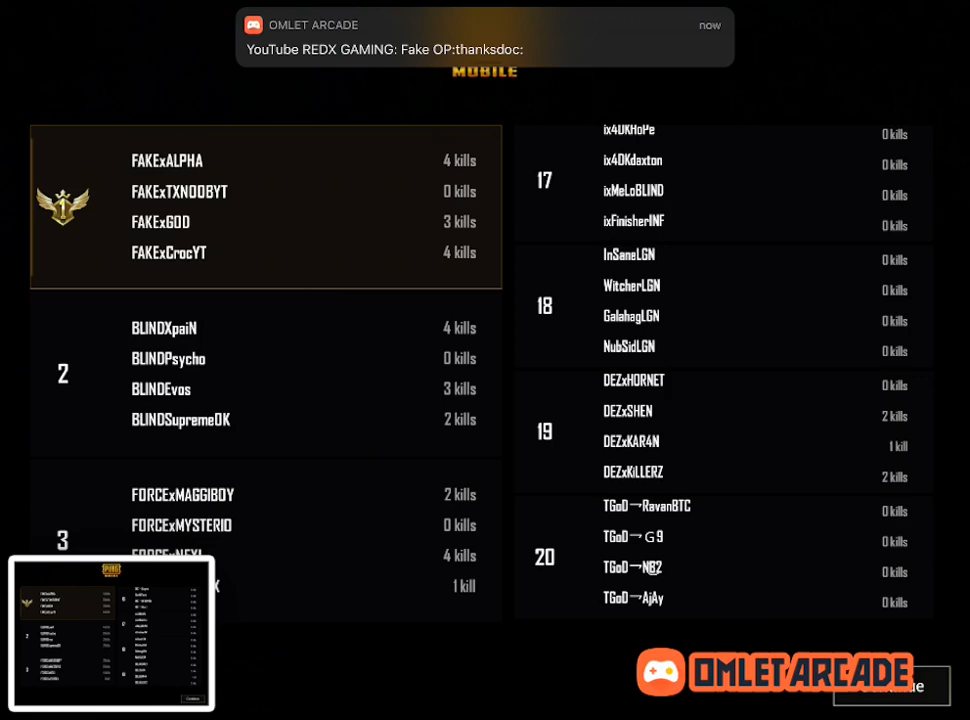 OMLET ARCADE
now
YouTube REDX GAMING: Fake OP:thanksdoc:
MOBILE
1
FAKExALPHA 4 kills
FAKExTXNOOBYT 0 kills
FAKExGOD 3 kills
FAKExCrocYT 4 kills
2
BLINDXpaiN 4 kills
BLINDPsycho 0 kills
BLINDEvos 3 kills
BLINDSupremeOK 2 kills
3
FORCExMAGGIBOY 2 kills
FORCExMYSTERIO 0 kills
4 kills
1 kill
17
ix4DKHoPe 0 kills
ix4DKdaxton 0 kills
ixMeLoBLIND 0 kills
ixFinisherINF 0 kills
18
InSaneLGN 0 kills
WitcherLGN 0 kills
GalahagLGN 0 kills
NubSidLGN 0 kills
19
DEZxHORNET 0 kills
DEZxSHEN 2 kills
DEZxKAR4N 1 kill
DEZxKiLLERZ 2 kills
20
TGoD→RavanBTC 0 kills
TGoD→G9 0 kills
0 kills
TGoD→AjAy 0 kills
PUBG
OMLET ARCADE